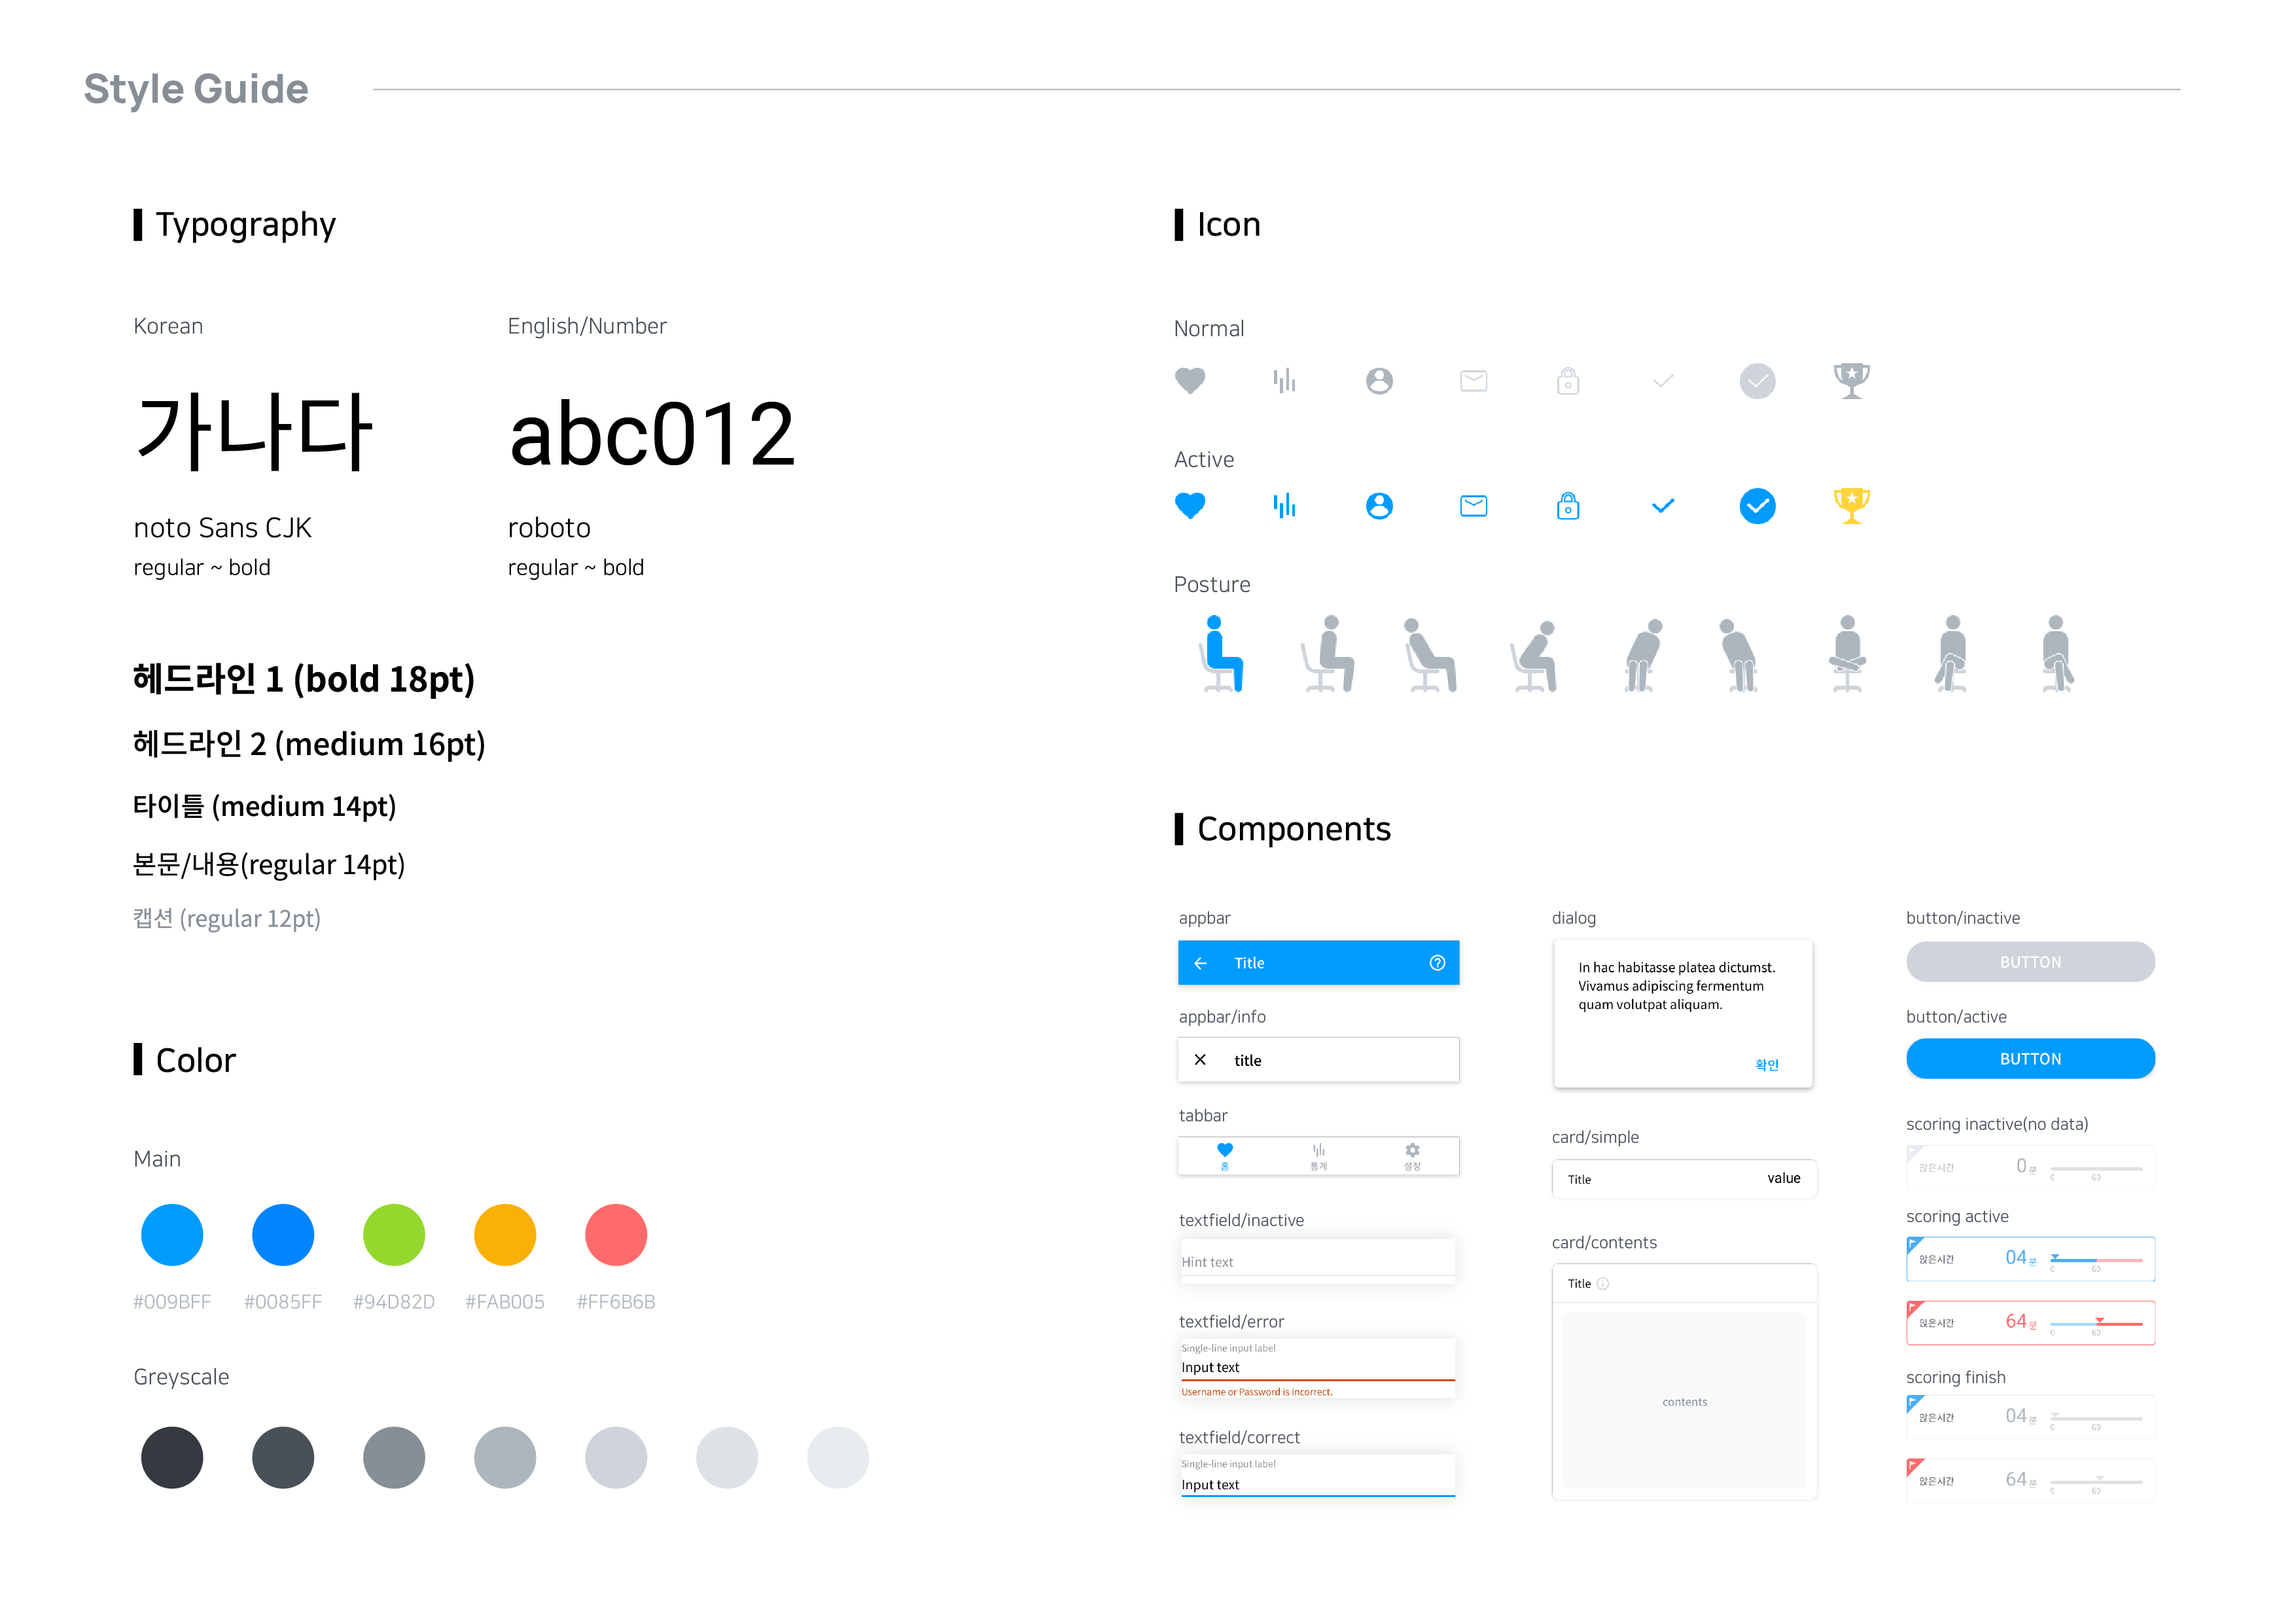 Style Guide
Typography
Korean
English/Number
가나다
abc012
noto Sans CJK
roboto
regular ~ bold
regular ~ bold
헤드라인 1 (bold 18pt)
헤드라인 2 (medium 16pt)
타이틀 (medium 14pt)
본문/내용(regular 14pt)
캡션 (regular 12pt)
Color
Main
#009BFF
#0085FF
#94D82D
#FAB005
#FF6B6B
Greyscale
Icon
Normal
Active
Posture
Components
appbar
Title
appbar/info
title
tabbar
홈
통계
설정
textfield/inactive
Hint text
textfield/error
Single-line input label
Input text
Username or Password is incorrect.
textfield/correct
Single-line input label
Input text
dialog
In hac habitasse platea dictumst.
Vivamus adipiscing fermentum
quam volutpat aliquam.
확인
card/simple
Title
value
card/contents
Title
contents
button/inactive
BUTTON
button/active
BUTTON
scoring inactive(no data)
앉은시간
0분
0
60
scoring active
앉은시간
04분
0
60
앉은시간
64분
0
60
scoring finish
앉은시간
04분
0
60
앉은시간
64분
0
60